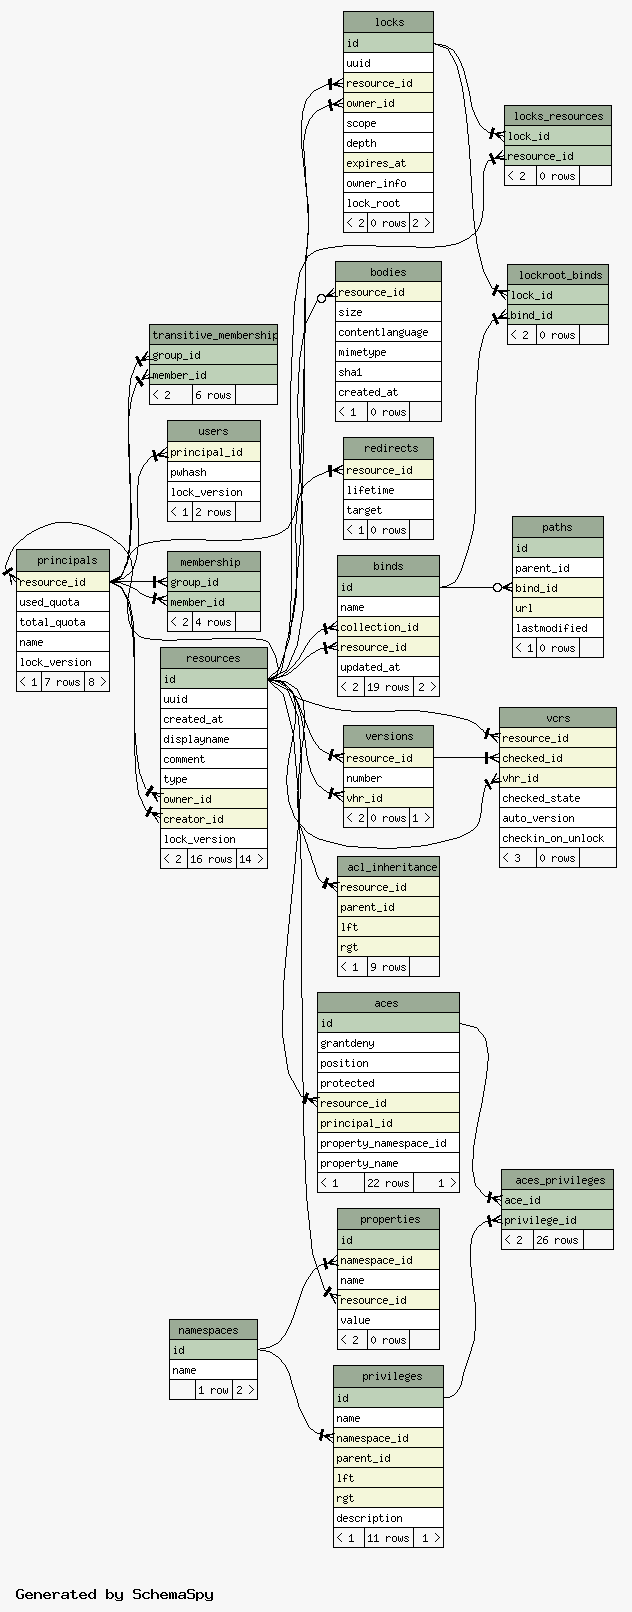 locks
id
uuid
resource_id
owner_id
scope
depth
expires_at
owner_info
lock_root
< 2 0 rows 2 >
locks_resources
lock_id
resource_id
< 2 0 rows
bodies
resource_id
size
contentlanguage
mimetype
sha1
created_at
< 1 0 rows
lockroot_binds
lock_id
bind_id
< 2 0 rows
transitive_membership
group_id
member_id
< 2 6 rows
users
principal_id
pwhash
lock_version
< 1 2 rows
redirects
resource_id
lifetime
target
< 1 0 rows
paths
id
parent_id
bind_id
url
lastmodified
< 1 0 rows
principals
resource_id
used_quota
total_quota
name
lock_version
< 1 7 rows 8 >
membership
group_id
member_id
< 2 4 rows
binds
id
name
collection_id
resource_id
updated_at
< 2 19 rows 2 >
resources
id
uuid
created_at
displayname
comment
type
owner_id
creator_id
lock_version
< 2 16 rows 14 >
versions
resource_id
number
vhr_id
< 2 0 rows 1 >
vcrs
resource_id
checked_id
vhr_id
checked_state
auto_version
checkin_on_unlock
< 3 0 rows
acl_inheritance
resource_id
parent_id
lft
rgt
< 1 9 rows
aces
id
grantdeny
position
protected
resource_id
principal_id
property_namespace_id
property_name
< 1 22 rows 1 >
aces_privileges
ace_id
privilege_id
< 2 26 rows
properties
id
namespace_id
name
resource_id
value
< 2 0 rows
namespaces
id
name
1 row 2 >
privileges
id
name
namespace_id
parent_id
lft
rgt
description
< 1 11 rows 1 >
Generated by SchemaSpy